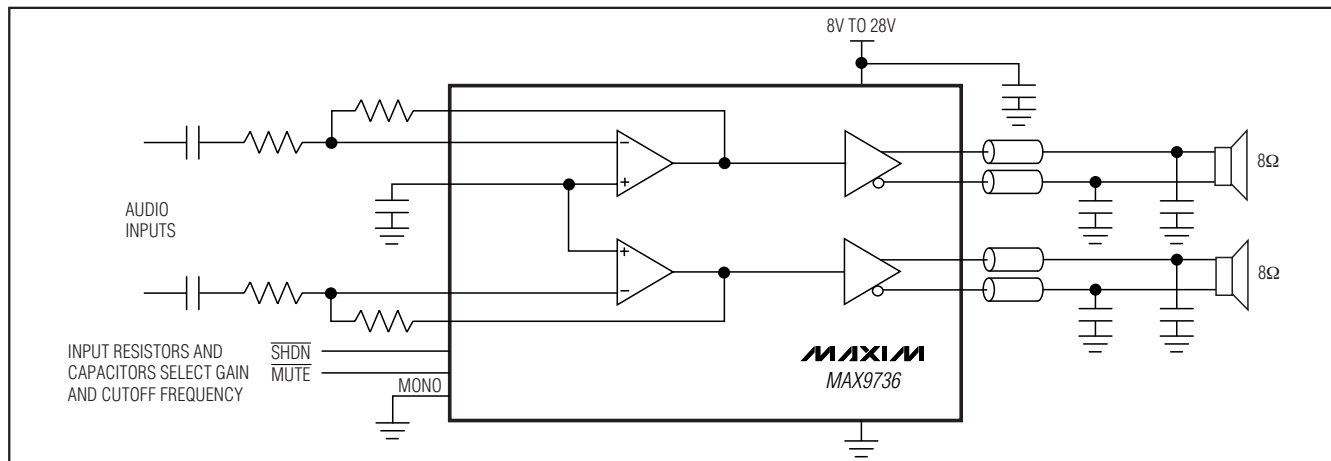 8V TO 28V
8Ω
AUDIO
INPUTS
8Ω
INPUT RESISTORS AND
CAPACITORS SELECT GAIN
AND CUTOFF FREQUENCY
SHDN
MUTE
MONO
MAXIM
MAX9736
−
+
+
−